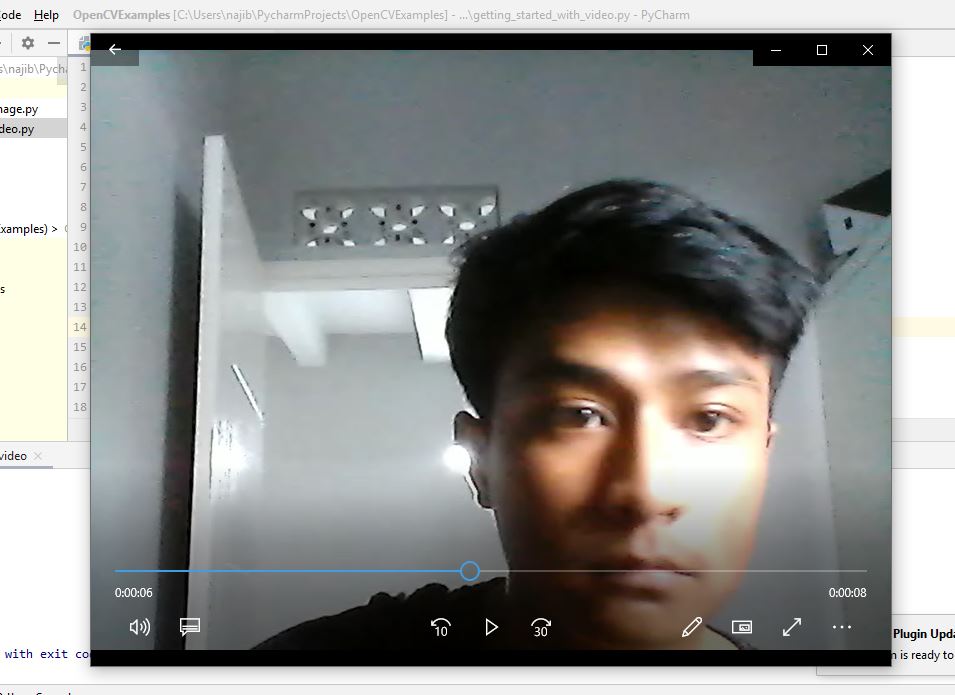 ode Help OpenCVExamples [C:\Users\najib\PycharmProjects\OpenCVExamples] - ...\getting_started_with_video.py - PyCharm
s\najib\Pycha
nage.py
deo.py
Examples) >
s
1
2
3
4
5
6
7
8
9
10
11
12
13
14
15
16
17
18
video
0:00:06
0:00:08
10
30
Plugin Upda
n is ready to
with exit co